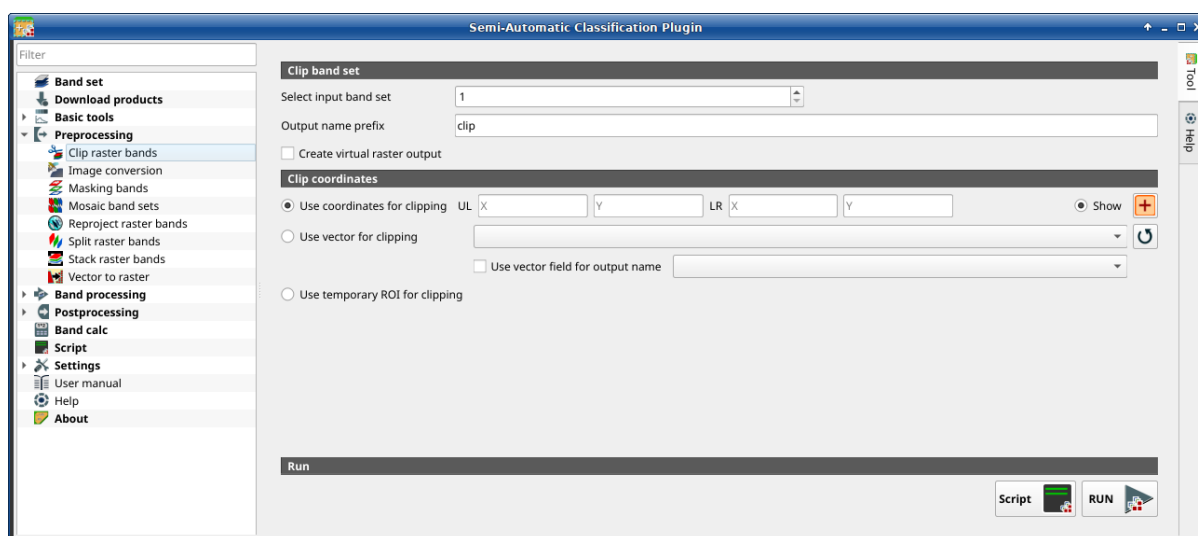 Semi-Automatic Classification Plugin
Filter
Band set
Download products
Basic tools
Preprocessing
Clip raster bands
Image conversion
Masking bands
Mosaic band sets
Reproject raster bands
Split raster bands
Stack raster bands
Vector to raster
Band processing
Postprocessing
Band calc
Script
Settings
User manual
Help
About
Clip band set
Select input band set 1
Output name prefix clip
Create virtual raster output
Clip coordinates
Use coordinates for clipping UL X Y LR X Y Show
Use vector for clipping
Use vector field for output name
Use temporary ROI for clipping
Run
Script RUN
Tool
Help